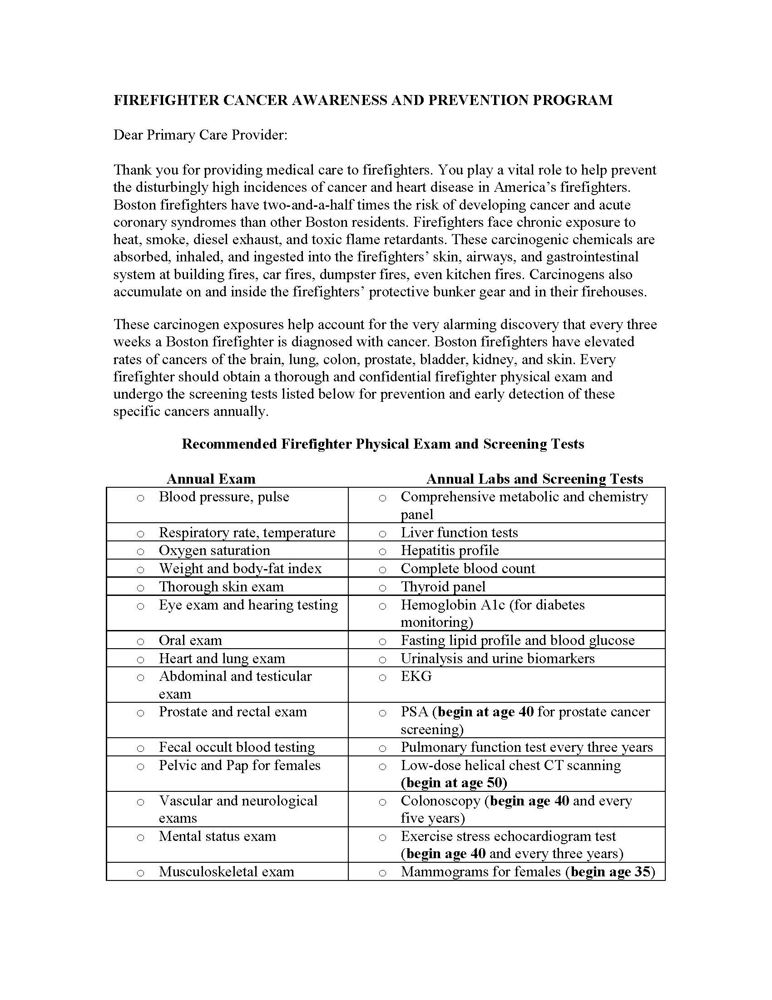 FIREFIGHTER CANCER AWARENESS AND PREVENTION PROGRAM
Dear Primary Care Provider:
Thank you for providing medical care to firefighters. You play a vital role to help prevent
the disturbingly high incidences of cancer and heart disease in America’s firefighters.
Boston firefighters have two-and-a-half times the risk of developing cancer and acute
coronary syndromes than other Boston residents. Firefighters face chronic exposure to
heat, smoke, diesel exhaust, and toxic flame retardants. These carcinogenic chemicals are
absorbed, inhaled, and ingested into the firefighters’ skin, airways, and gastrointestinal
system at building fires, car fires, dumpster fires, even kitchen fires. Carcinogens also
accumulate on and inside the firefighters’ protective bunker gear and in their firehouses.
These carcinogen exposures help account for the very alarming discovery that every three
weeks a Boston firefighter is diagnosed with cancer. Boston firefighters have elevated
rates of cancers of the brain, lung, colon, prostate, bladder, kidney, and skin. Every
firefighter should obtain a thorough and confidential firefighter physical exam and
undergo the screening tests listed below for prevention and early detection of these
specific cancers annually.
Recommended Firefighter Physical Exam and Screening Tests
Annual Exam Annual Labs and Screening Tests
○ Blood pressure, pulse ○ Comprehensive metabolic and chemistry
panel
○ Respiratory rate, temperature ○ Liver function tests
○ Oxygen saturation ○ Hepatitis profile
○ Weight and body-fat index ○ Complete blood count
○ Thorough skin exam ○ Thyroid panel
○ Eye exam and hearing testing ○ Hemoglobin A1c (for diabetes
monitoring)
○ Oral exam ○ Fasting lipid profile and blood glucose
○ Heart and lung exam ○ Urinalysis and urine biomarkers
○ Abdominal and testicular ○ EKG
exam
○ Prostate and rectal exam ○ PSA (begin at age 40 for prostate cancer
screening)
○ Fecal occult blood testing ○ Pulmonary function test every three years
○ Pelvic and Pap for females ○ Low-dose helical chest CT scanning
(begin at age 50)
○ Vascular and neurological ○ Colonoscopy (begin age 40 and every
exams five years)
○ Mental status exam ○ Exercise stress echocardiogram test
(begin age 40 and every three years)
○ Musculoskeletal exam ○ Mammograms for females (begin age 35)